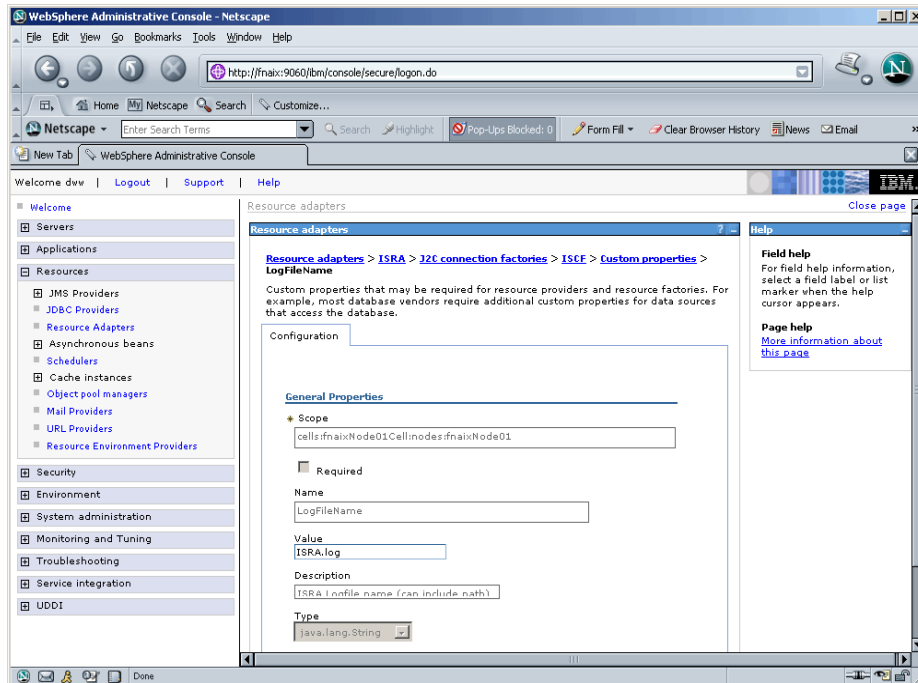 WebSphere Administrative Console - Netscape
File Edit View Go Bookmarks Tools Window Help
http://fnaix:9060/ibm/console/secure/logon.do
N
Home My Netscape Search Customize...
Netscape Enter Search Terms Search Highlight Pop-Ups Blocked: 0 Form Fill Clear Browser History News Email »
New Tab WebSphere Administrative Console
Welcome dww | Logout | Support | Help IBM.
Welcome
Servers
Applications
Resources
JMS Providers
JDBC Providers
Resource Adapters
Asynchronous beans
Schedulers
Cache instances
Object pool managers
Mail Providers
URL Providers
Resource Environment Providers
Security
Environment
System administration
Monitoring and Tuning
Troubleshooting
Service integration
UDDI
Resource adapters Close page
Resource adapters ? –
Resource adapters > ISRA > J2C connection factories > ISCF > Custom properties >
LogFileName
Custom properties that may be required for resource providers and resource factories. For
example, most database vendors require additional custom properties for data sources
that access the database.
Configuration
General Properties
Scope
cells:fnaixNode01Cell:nodes:fnaixNode01
Required
Name
LogFileName
Value
ISRA.log
Description
ISRA Logfile name (can include path)
Type
java.lang.String
Help –
Field help
For field help information,
select a field label or list
marker when the help
cursor appears.
Page help
More information about
this page
Done